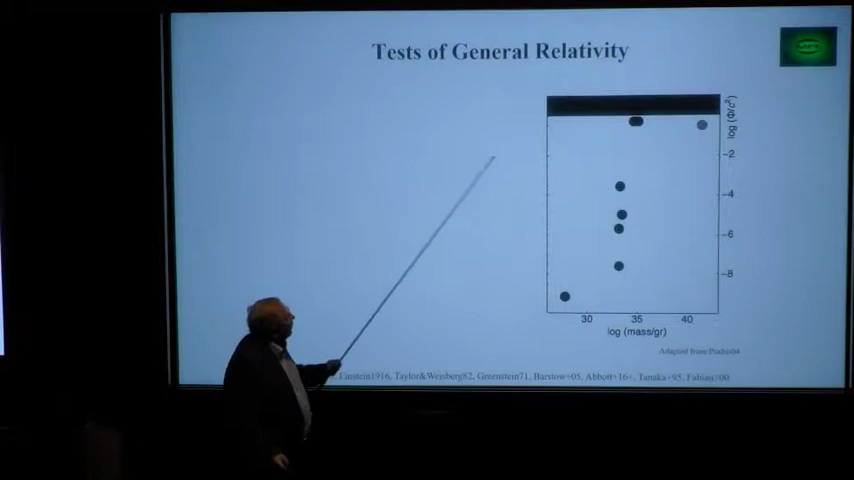 Tests of General Relativity
log (Φ/c²)
−2
−4
−6
−8
30 35 40
log (mass/gr)
Adapted from
Einstein1916, Taylor&Weisberg82, Greenstein71, Barstow+05, Abbott+16, Tanaka+95, Fabian+00